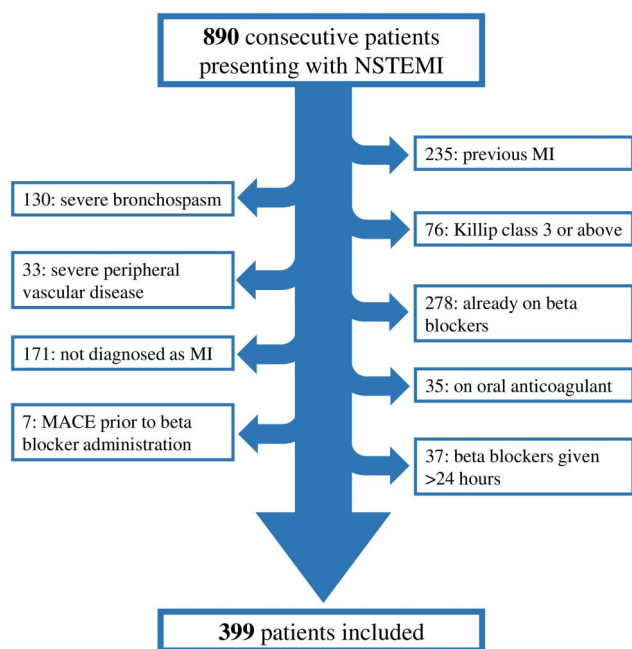 890 consecutive patients
presenting with NSTEMI
235: previous MI
130: severe bronchospasm
76: Killip class 3 or above
33: severe peripheral
vascular disease
278: already on beta
blockers
171: not diagnosed as MI
35: on oral anticoagulant
7: MACE prior to beta
blocker administration
37: beta blockers given
>24 hours
399 patients included